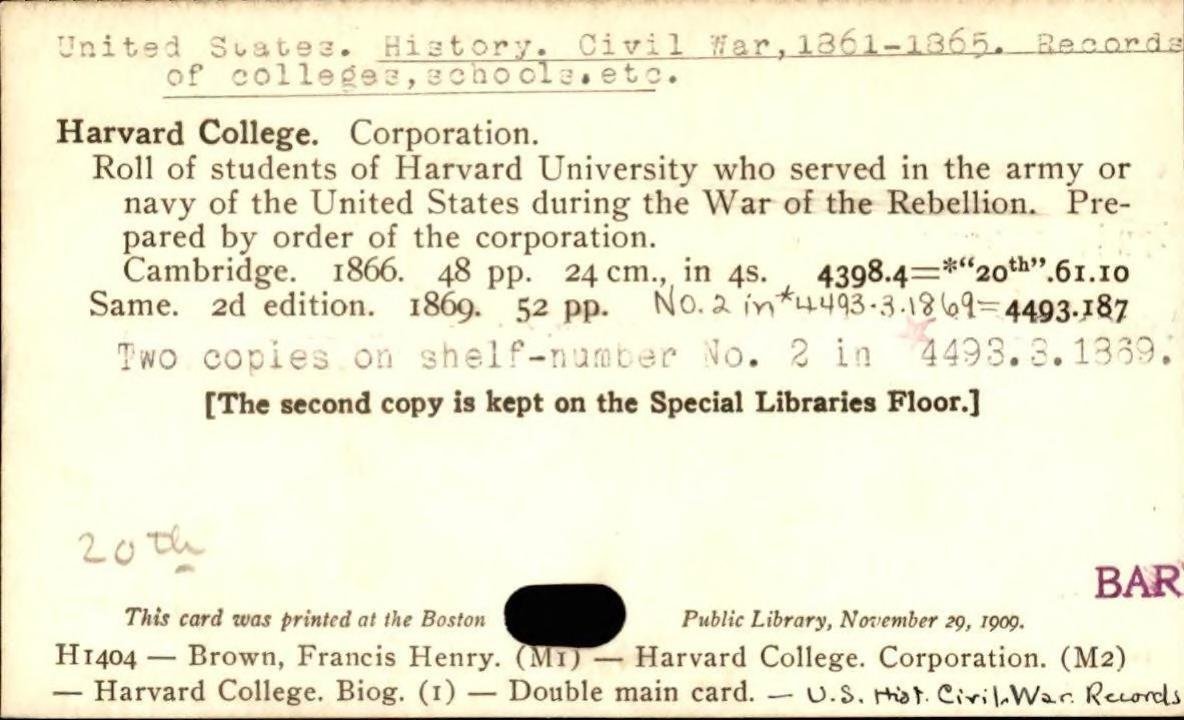 United States. History. Civil War,1861-1865. Records
of colleges,schools.etc.
Harvard College. Corporation.
Roll of students of Harvard University who served in the army or
navy of the United States during the War of the Rebellion. Pre-
pared by order of the corporation.
Cambridge. 1866. 48 pp. 24 cm., in 4s. 4398.4=*“20th”.61.10
Same. 2d edition. 1869. 52 pp. No. 2 in *4493.3.1869=4493.187
Two copies on shelf-number No. 2 in *4493.3.1869.
[The second copy is kept on the Special Libraries Floor.]
20th
BAR
This card was printed at the Boston Public Library, November 29, 1909.
H1404 — Brown, Francis Henry. (M1) — Harvard College. Corporation. (M2)
— Harvard College. Biog. (1) — Double main card. — U.S. Hist. Civil War. Records